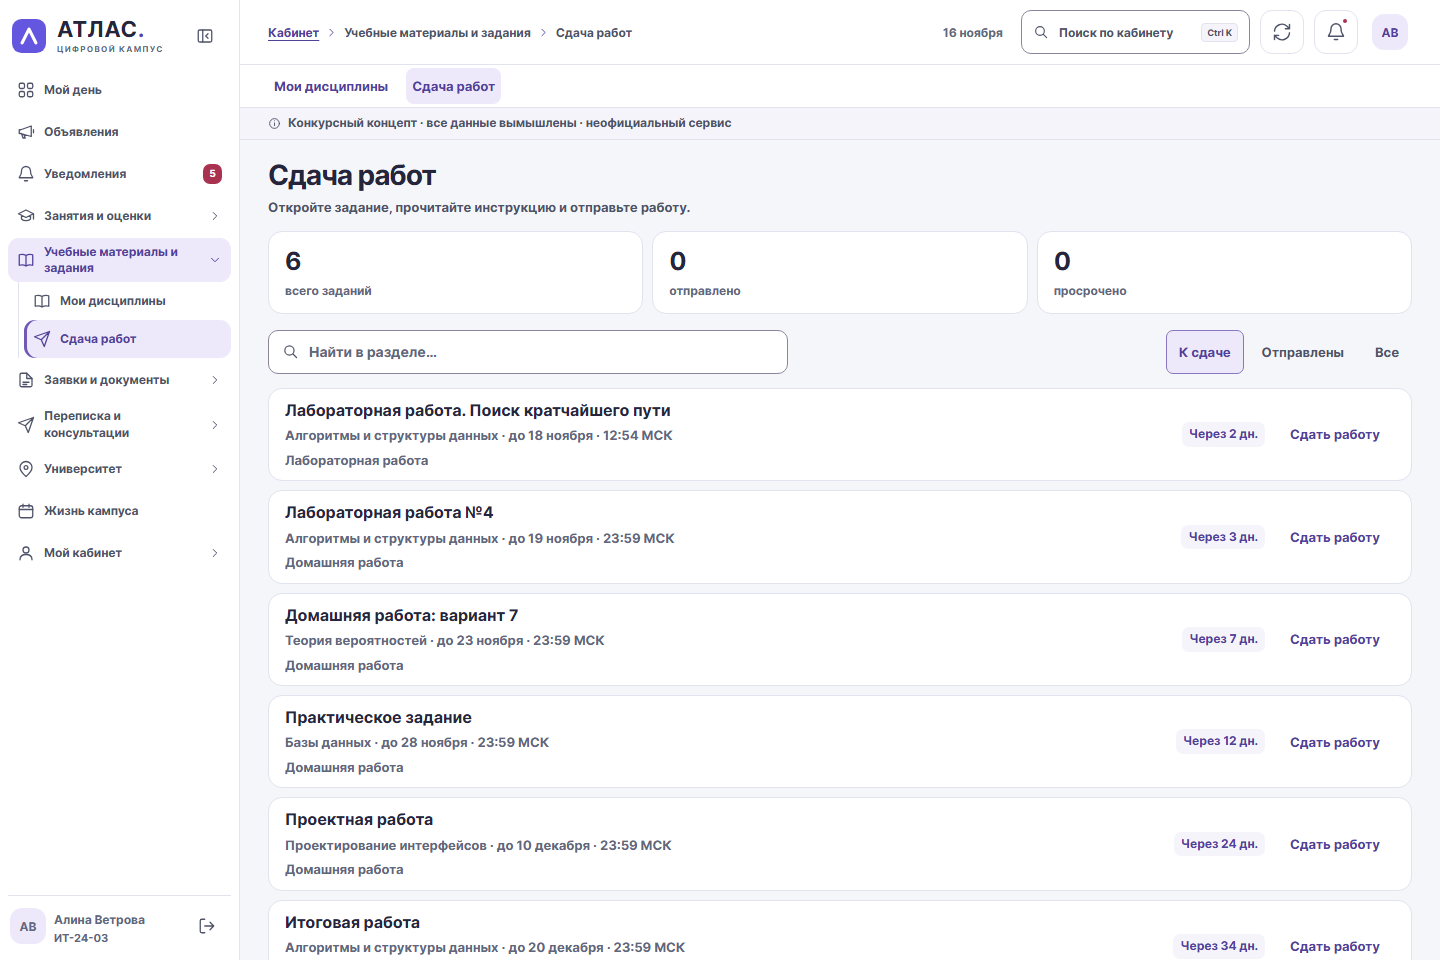 АТЛАС.
ЦИФРОВОЙ КАМПУС
Мой день
Объявления
Уведомления 5
Занятия и оценки
Учебные материалы и
задания
Мои дисциплины
Сдача работ
Заявки и документы
Переписка и
консультации
Университет
Жизнь кампуса
Мой кабинет
АВ
Алина Ветрова
ИТ-24-03
Кабинет > Учебные материалы и задания > Сдача работ
16 ноября
Поиск по кабинету Ctrl K
АВ
Мои дисциплины Сдача работ
Конкурсный концепт · все данные вымышлены · неофициальный сервис
Сдача работ
Откройте задание, прочитайте инструкцию и отправьте работу.
6
всего заданий
0
отправлено
0
просрочено
Найти в разделе...
К сдаче Отправлены Все
Лабораторная работа. Поиск кратчайшего пути
Алгоритмы и структуры данных · до 18 ноября · 12:54 МСК
Лабораторная работа
Через 2 дн. Сдать работу
Лабораторная работа №4
Алгоритмы и структуры данных · до 19 ноября · 23:59 МСК
Домашняя работа
Через 3 дн. Сдать работу
Домашняя работа: вариант 7
Теория вероятностей · до 23 ноября · 23:59 МСК
Домашняя работа
Через 7 дн. Сдать работу
Практическое задание
Базы данных · до 28 ноября · 23:59 МСК
Домашняя работа
Через 12 дн. Сдать работу
Проектная работа
Проектирование интерфейсов · до 10 декабря · 23:59 МСК
Домашняя работа
Через 24 дн. Сдать работу
Итоговая работа
Алгоритмы и структуры данных · до 20 декабря · 23:59 МСК
Через 34 дн. Сдать работу